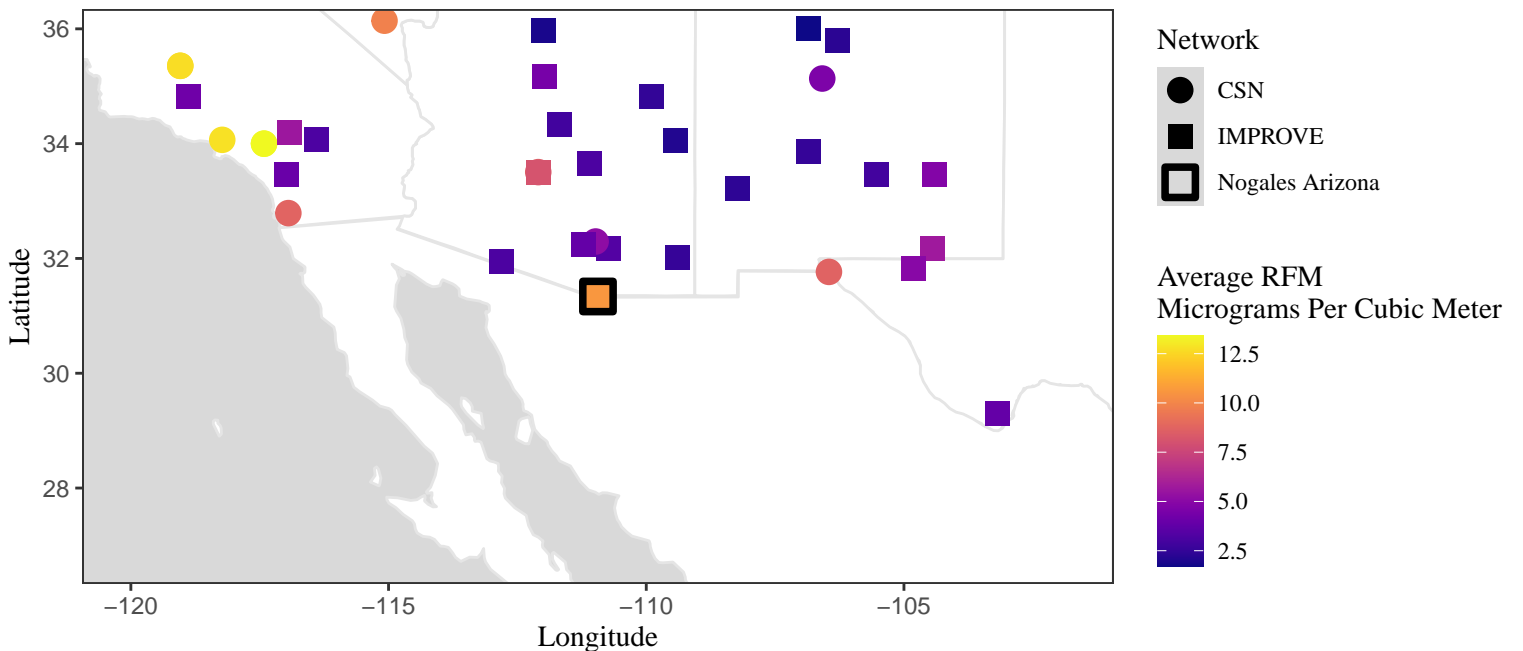 36
34
32
30
28
Latitude
−120
−115
−110
−105
Longitude
Network
CSN
IMPROVE
Nogales Arizona
Average RFM
Micrograms Per Cubic Meter
12.5
10.0
7.5
5.0
2.5